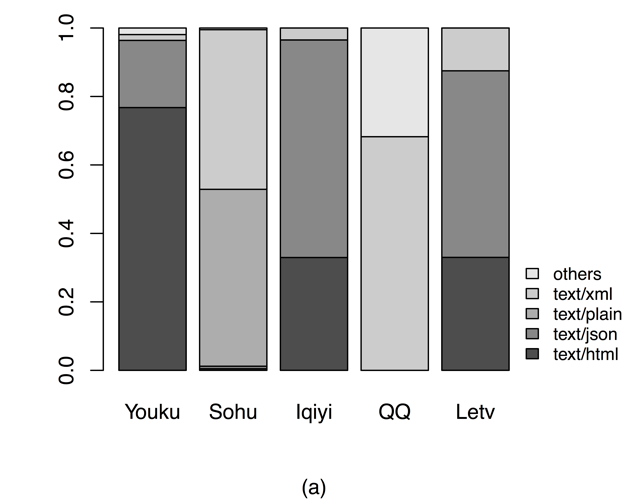 1.0
0.8
0.6
0.4
0.2
0.0
others
text/xml
text/plain
text/json
text/html
Youku Sohu Iqiyi QQ Letv
(a)